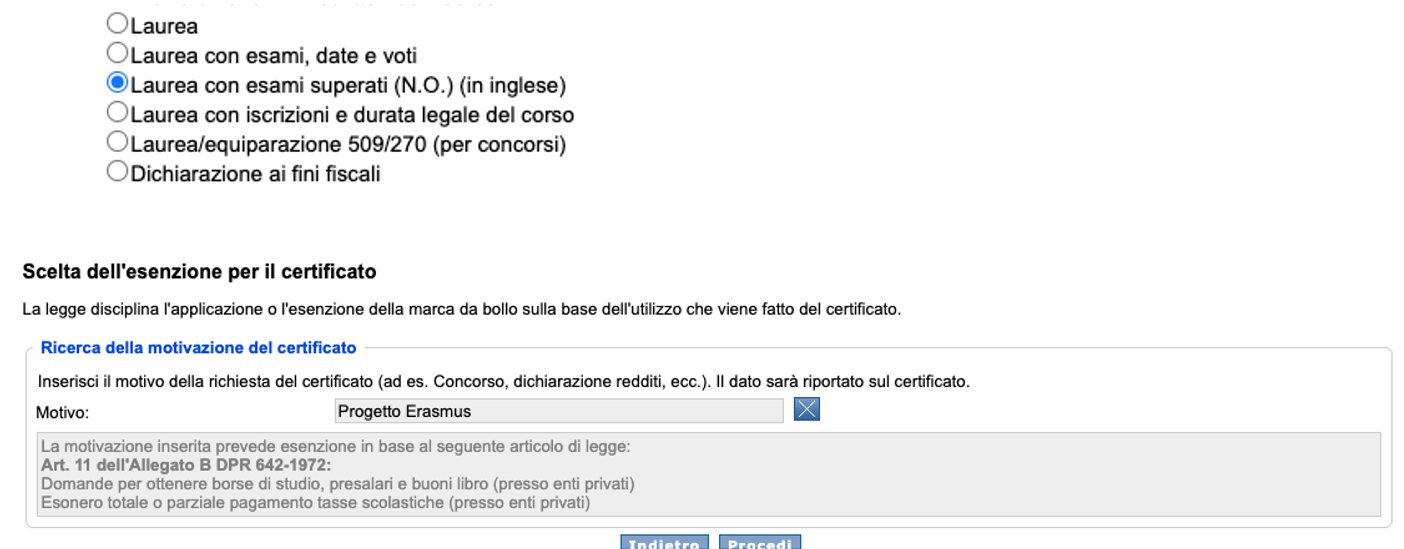 Laurea
Laurea con esami, date e voti
Laurea con esami superati (N.O.) (in inglese)
Laurea con iscrizioni e durata legale del corso
Laurea/equiparazione 509/270 (per concorsi)
Dichiarazione ai fini fiscali
Scelta dell'esenzione per il certificato
La legge disciplina l'applicazione o l'esenzione della marca da bollo sulla base dell'utilizzo che viene fatto del certificato.
Ricerca della motivazione del certificato
Inserisci il motivo della richiesta del certificato (ad es. Concorso, dichiarazione redditi, ecc.). Il dato sarà riportato sul certificato.
Motivo: Progetto Erasmus
La motivazione inserita prevede esenzione in base al seguente articolo di legge:
Art. 11 dell'Allegato B DPR 642-1972:
Domande per ottenere borse di studio, presalari e buoni libro (presso enti privati)
Esonero totale o parziale pagamento tasse scolastiche (presso enti privati)
Indietro Procedi